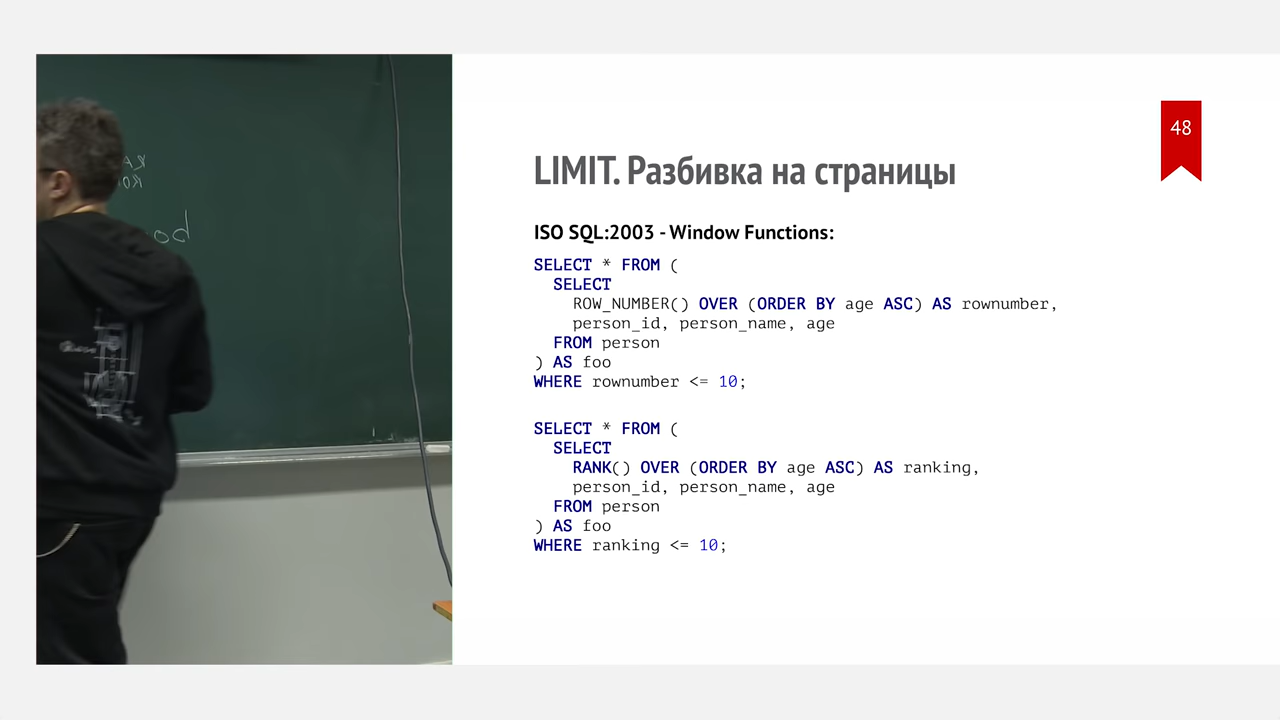 48
LIMIT. Разбивка на страницы
ISO SQL:2003 - Window Functions:
SELECT * FROM (
SELECT
ROW_NUMBER() OVER (ORDER BY age ASC) AS rownumber,
person_id, person_name, age
FROM person
) AS foo
WHERE rownumber <= 10;
SELECT * FROM (
SELECT
RANK() OVER (ORDER BY age ASC) AS ranking,
person_id, person_name, age
FROM person
) AS foo
WHERE ranking <= 10;